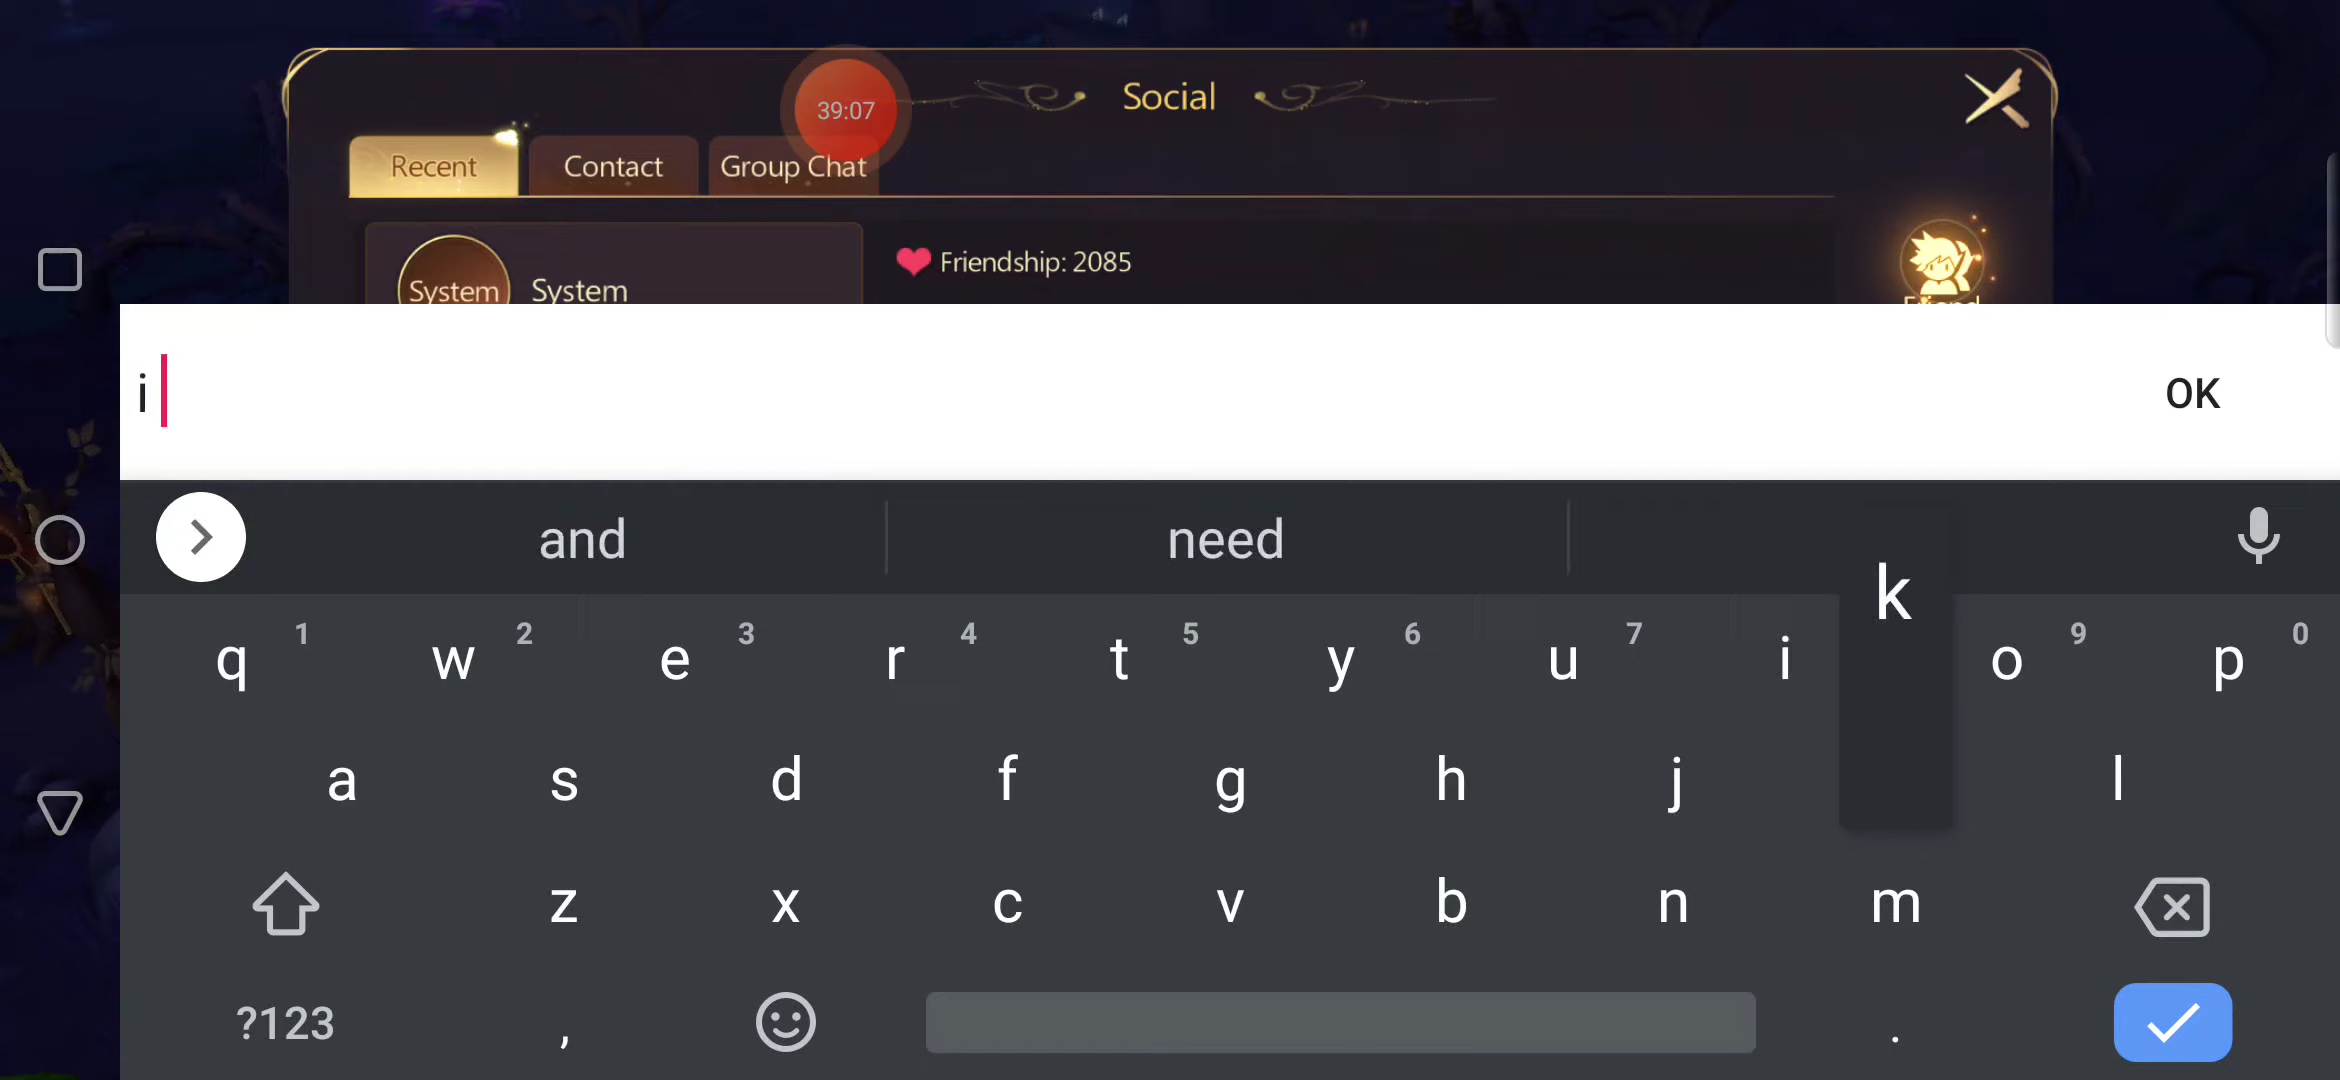 Social
39:07
Recent Contact Group Chat
System System
Friendship: 2085
Friend
i
OK
and need
k
q 1 w 2 e 3 r 4 t 5 y 6 u 7 i o 9 p 0
a s d f g h j l
z x c v b n m
?123 , .